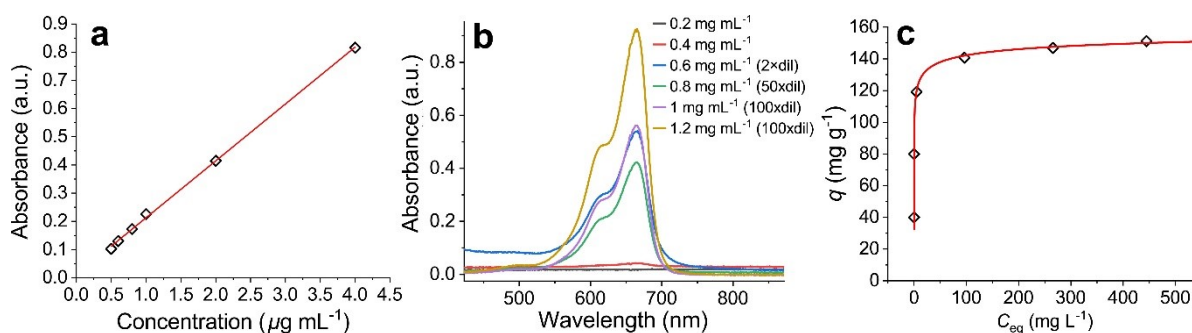 a
Absorbance (a.u.)
0.9
0.8
0.7
0.6
0.5
0.4
0.3
0.2
0.1
0.0
0.0 0.5 1.0 1.5 2.0 2.5 3.0 3.5 4.0 4.5
Concentration (µg mL⁻¹)
b
Absorbance (a.u.)
0.8
0.6
0.4
0.2
0.0
500 600 700 800
Wavelength (nm)
0.2 mg mL⁻¹
0.4 mg mL⁻¹
0.6 mg mL⁻¹ (2×dil)
0.8 mg mL⁻¹ (50xdil)
1 mg mL⁻¹ (100xdil)
1.2 mg mL⁻¹ (100xdil)
c
q (mg g⁻¹)
160
140
120
100
80
60
40
20
0
0 100 200 300 400 500
Ceq (mg L⁻¹)